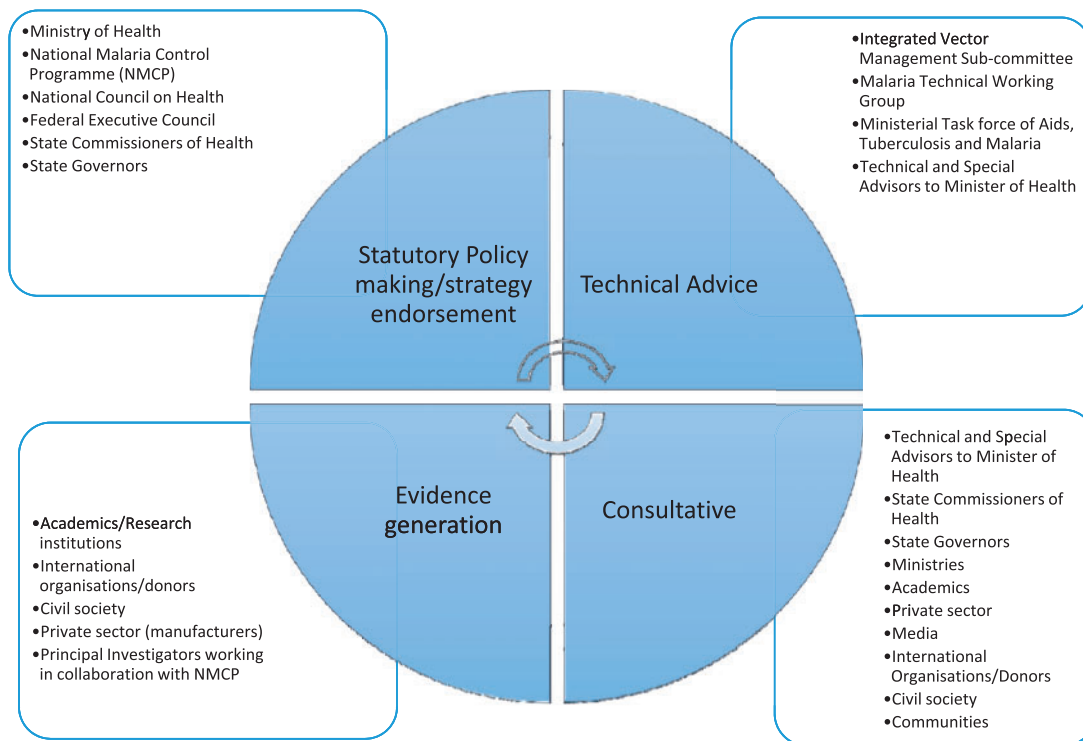 •Ministry of Health
•National Malaria Control
Programme (NMCP)
•National Council on Health
•Federal Executive Council
•State Commissioners of Health
•State Governors
•Integrated Vector
Management Sub-committee
•Malaria Technical Working
Group
•Ministerial Task force of Aids,
Tuberculosis and Malaria
•Technical and Special
Advisors to Minister of Health
Statutory Policy
making/strategy
endorsement
Technical Advice
Evidence
generation
Consultative
•Academics/Research
institutions
•International
organisations/donors
•Civil society
•Private sector (manufacturers)
•Principal Investigators working
in collaboration with NMCP
•Technical and Special
Advisors to Minister of
Health
•State Commissioners of
Health
•State Governors
•Ministries
•Academics
•Private sector
•Media
•International
Organisations/Donors
•Civil society
•Communities